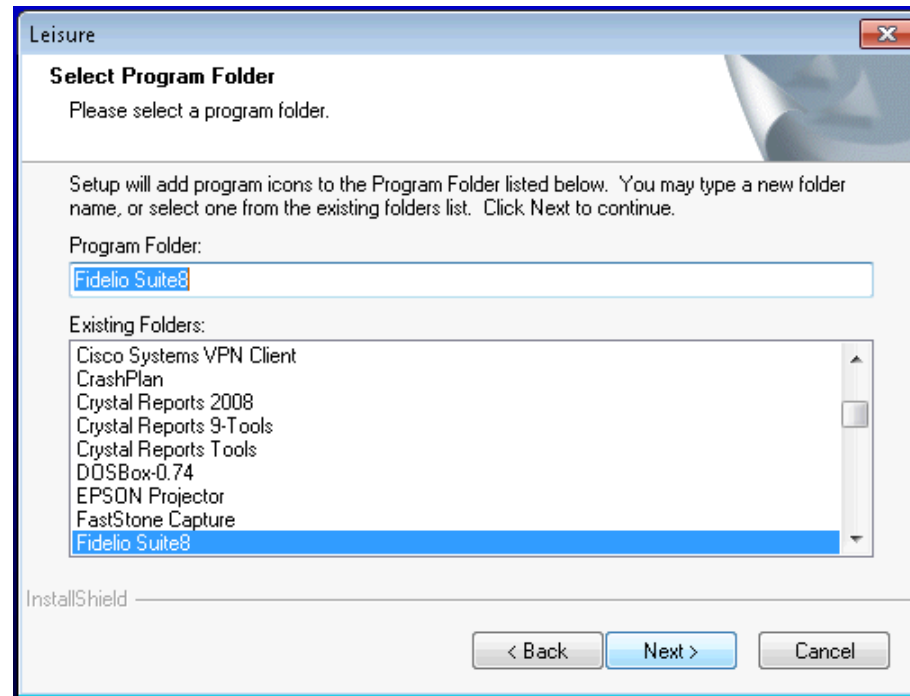 Leisure
Select Program Folder
Please select a program folder.
Setup will add program icons to the Program Folder listed below. You may type a new folder
name, or select one from the existing folders list. Click Next to continue.
Program Folder:
Fidelio Suite8
Existing Folders:
Cisco Systems VPN Client
CrashPlan
Crystal Reports 2008
Crystal Reports 9-Tools
Crystal Reports Tools
DOSBox-0.74
EPSON Projector
FastStone Capture
Fidelio Suite8
InstallShield
< Back Next > Cancel